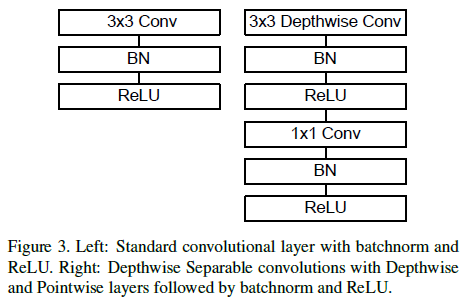 3x3 Conv
BN
ReLU
3x3 Depthwise Conv
BN
ReLU
1x1 Conv
BN
ReLU
Figure 3. Left: Standard convolutional layer with batchnorm and
ReLU. Right: Depthwise Separable convolutions with Depthwise
and Pointwise layers followed by batchnorm and ReLU.